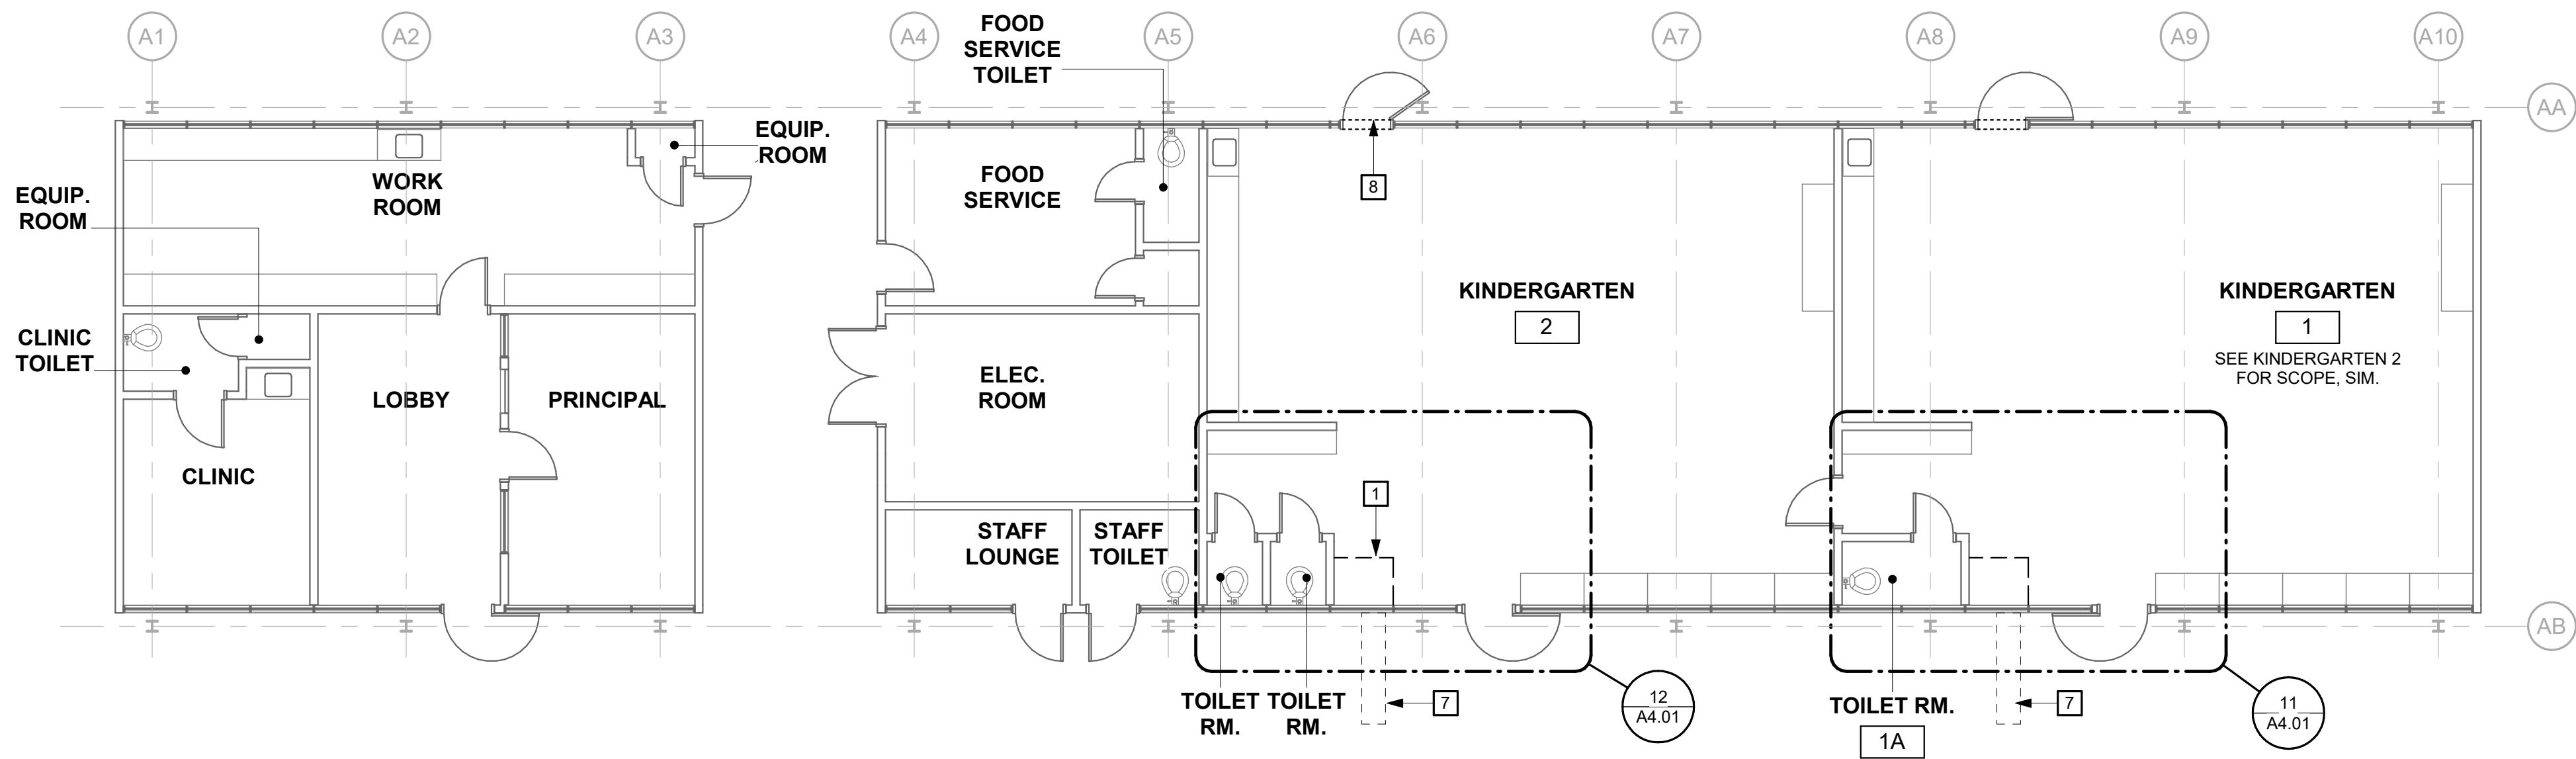 A1
A2
A3
A4
A5
A6
A7
A8
A9
A10
AA
AB
FOOD
SERVICE
TOILET
EQUIP.
ROOM
EQUIP.
ROOM
WORK
ROOM
FOOD
SERVICE
8
CLINIC
TOILET
LOBBY
PRINCIPAL
CLINIC
ELEC.
ROOM
KINDERGARTEN
2
KINDERGARTEN
1
SEE KINDERGARTEN 2
FOR SCOPE, SIM.
STAFF
LOUNGE
STAFF
TOILET
1
TOILET
RM.
TOILET
RM.
7
12
A4.01
TOILET RM.
1A
7
11
A4.01